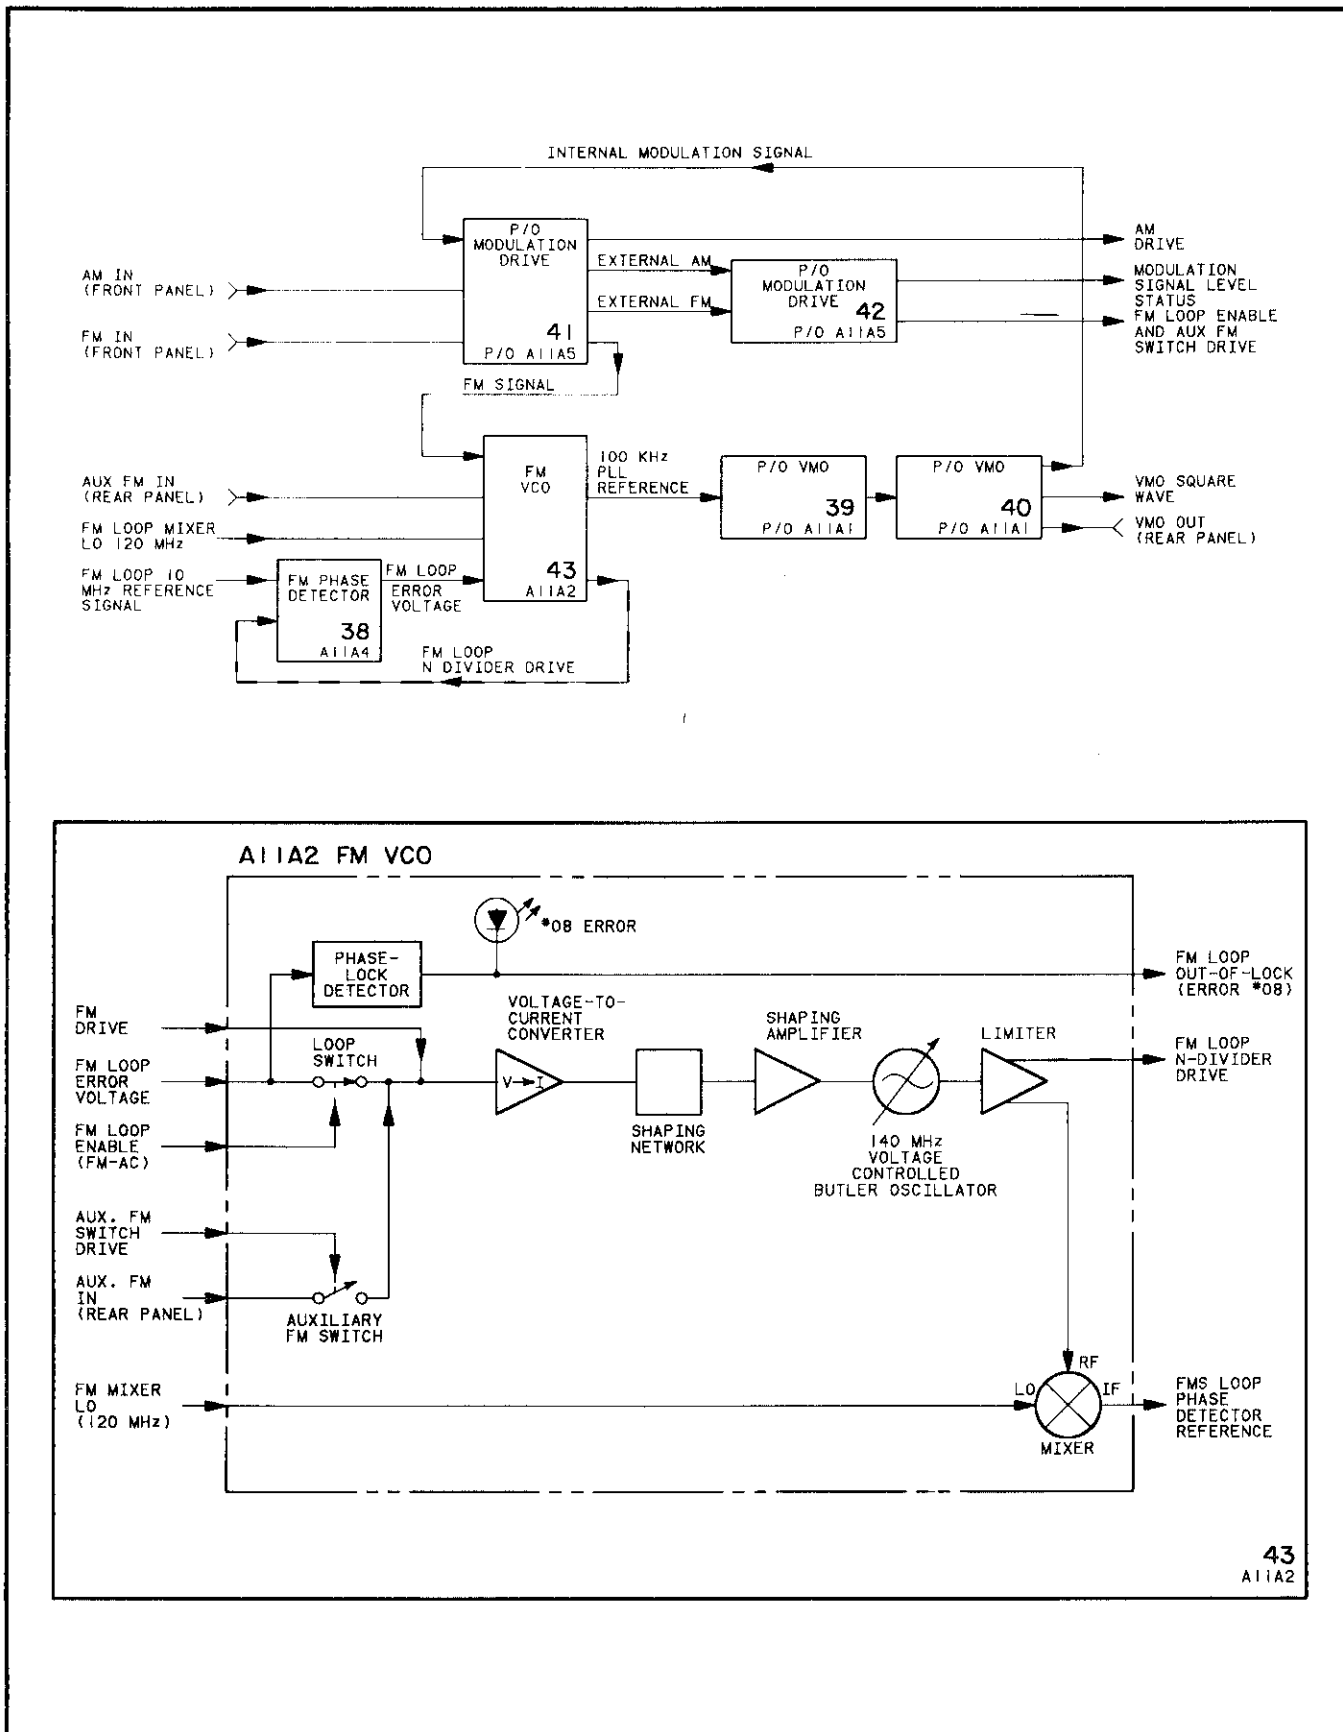 INTERNAL MODULATION SIGNAL
P/O
MODULATION
DRIVE
41
P/O A11A5
AM IN
(FRONT PANEL)
FM IN
(FRONT PANEL)
EXTERNAL AM
EXTERNAL FM
P/O
MODULATION
DRIVE
42
P/O A11A5
AM
DRIVE
MODULATION
SIGNAL LEVEL
STATUS
FM LOOP ENABLE
AND AUX FM
SWITCH DRIVE
FM SIGNAL
AUX FM IN
(REAR PANEL)
FM LOOP MIXER
LO 120 MHz
FM LOOP 10
MHz REFERENCE
SIGNAL
FM PHASE
DETECTOR
38
A11A4
FM LOOP
ERROR
VOLTAGE
FM
VCO
43
A11A2
FM LOOP
N DIVIDER DRIVE
100 KHz
PLL
REFERENCE
P/O VMO
39
P/O A11A1
P/O VMO
40
P/O A11A1
VMO SQUARE
WAVE
VMO OUT
(REAR PANEL)
A11A2 FM VCO
*08 ERROR
PHASE-
LOCK
DETECTOR
FM
DRIVE
FM LOOP
ERROR
VOLTAGE
FM LOOP
ENABLE
(FM-AC)
AUX. FM
SWITCH
DRIVE
AUX. FM
IN
(REAR PANEL)
FM MIXER
LO
(120 MHz)
LOOP
SWITCH
AUXILIARY
FM SWITCH
VOLTAGE-TO-
CURRENT
CONVERTER
V→I
SHAPING
NETWORK
SHAPING
AMPLIFIER
140 MHz
VOLTAGE
CONTROLLED
BUTLER OSCILLATOR
LIMITER
LO
RF
IF
MIXER
FM LOOP
OUT-OF-LOCK
(ERROR *08)
FM LOOP
N-DIVIDER
DRIVE
FMS LOOP
PHASE
DETECTOR
REFERENCE
43
A11A2